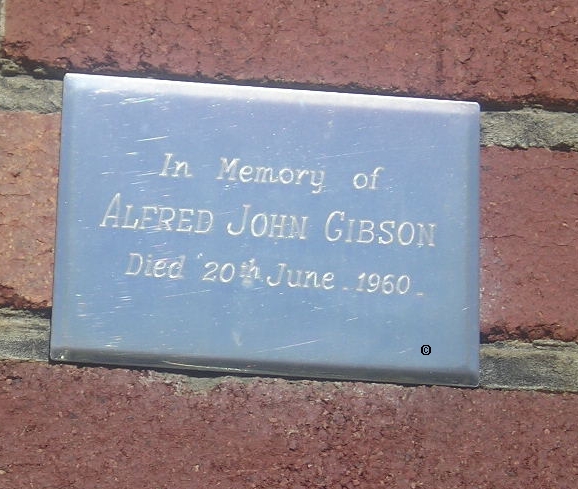 In Memory of
ALFRED JOHN GIBSON
Died 20th June 1960
©